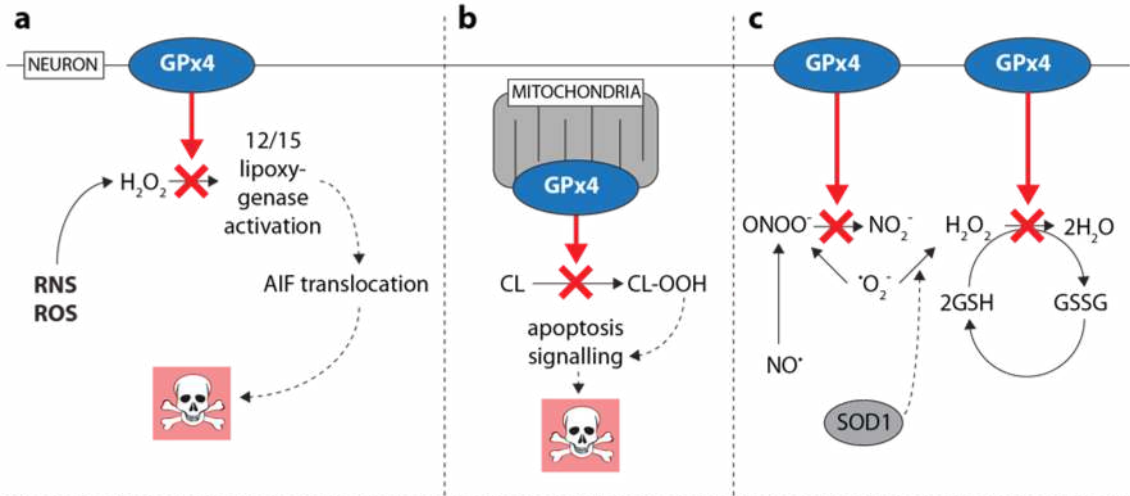 a
NEURON
GPx4
12/15
lipoxy-
genase
activation
H₂O₂
RNS
ROS
AIF translocation
b
MITOCHONDRIA
GPx4
CL
CL-OOH
apoptosis
signalling
c
GPx4
GPx4
ONOO⁻
NO₂⁻
H₂O₂
2H₂O
•O₂⁻
2GSH
GSSG
NO•
SOD1